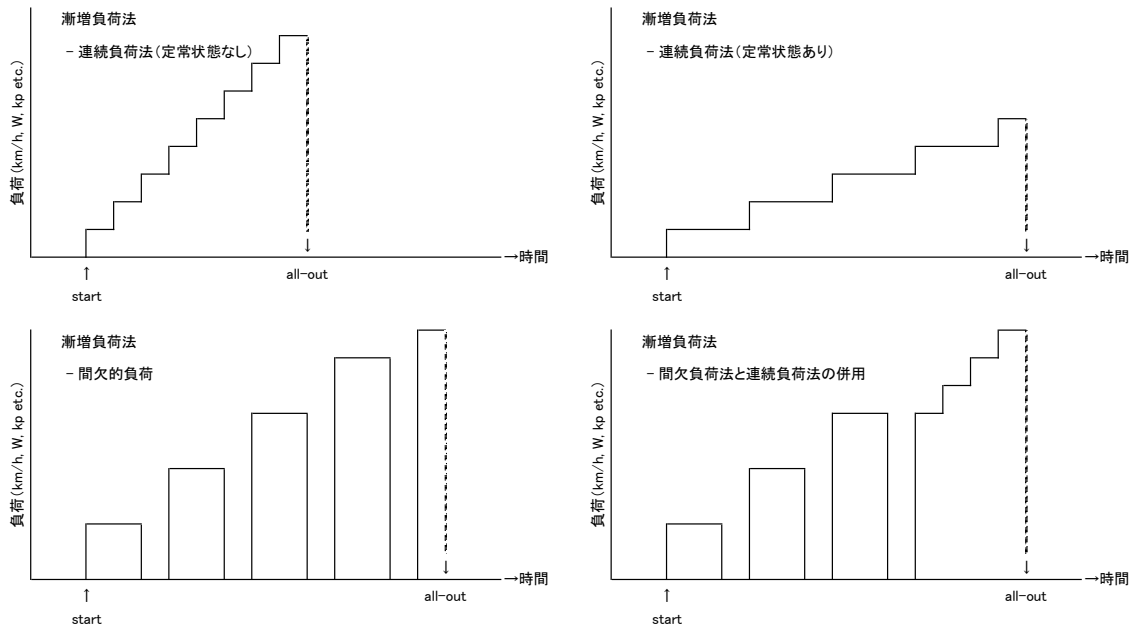 漸増負荷法
- 連続負荷法(定常状態なし)
負荷(km/h, W, kp etc.)
→時間
↑
start
↓
all-out
漸増負荷法
- 連続負荷法(定常状態あり)
負荷(km/h, W, kp etc.)
→時間
↑
start
↓
all-out
漸増負荷法
- 間欠的負荷
負荷(km/h, W, kp etc.)
→時間
↑
start
↓
all-out
漸増負荷法
- 間欠負荷法と連続負荷法の併用
負荷(km/h, W, kp etc.)
→時間
↑
start
↓
all-out